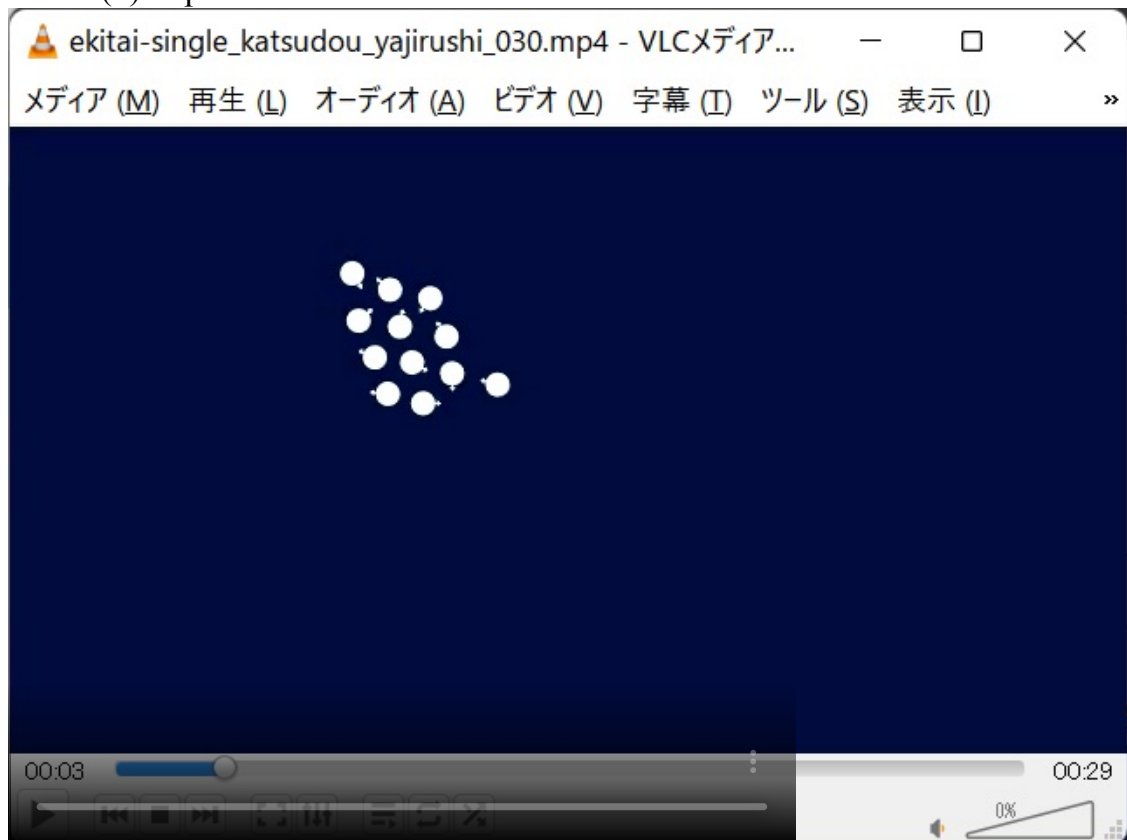 ekitai-single_katsudou_yajirushi_030.mp4 - VLCメディア...
メディア (M) 再生 (L) オーディオ (A) ビデオ (V) 字幕 (T) ツール (S) 表示 (I) »
00:03 00:29
0%